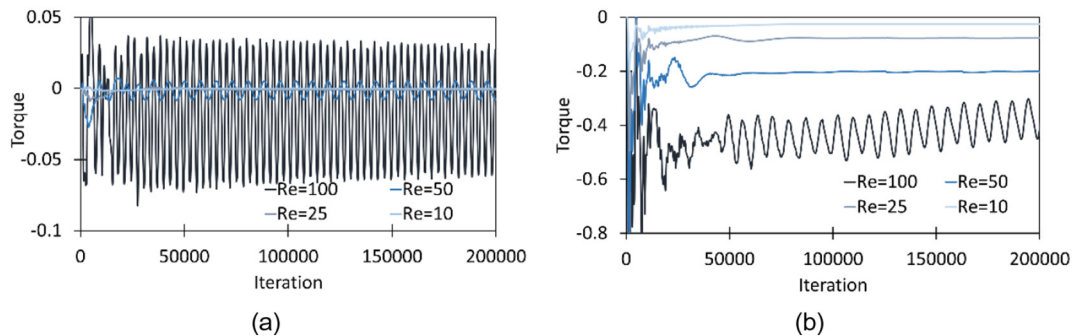 0.05
0
-0.05
-0.1
Torque
Re=100 Re=50
Re=25 Re=10
0 50000 100000 150000 200000
Iteration
(a)
0
-0.2
-0.4
-0.6
-0.8
Torque
Re=100 Re=50
Re=25 Re=10
0 50000 100000 150000 200000
Iteration
(b)